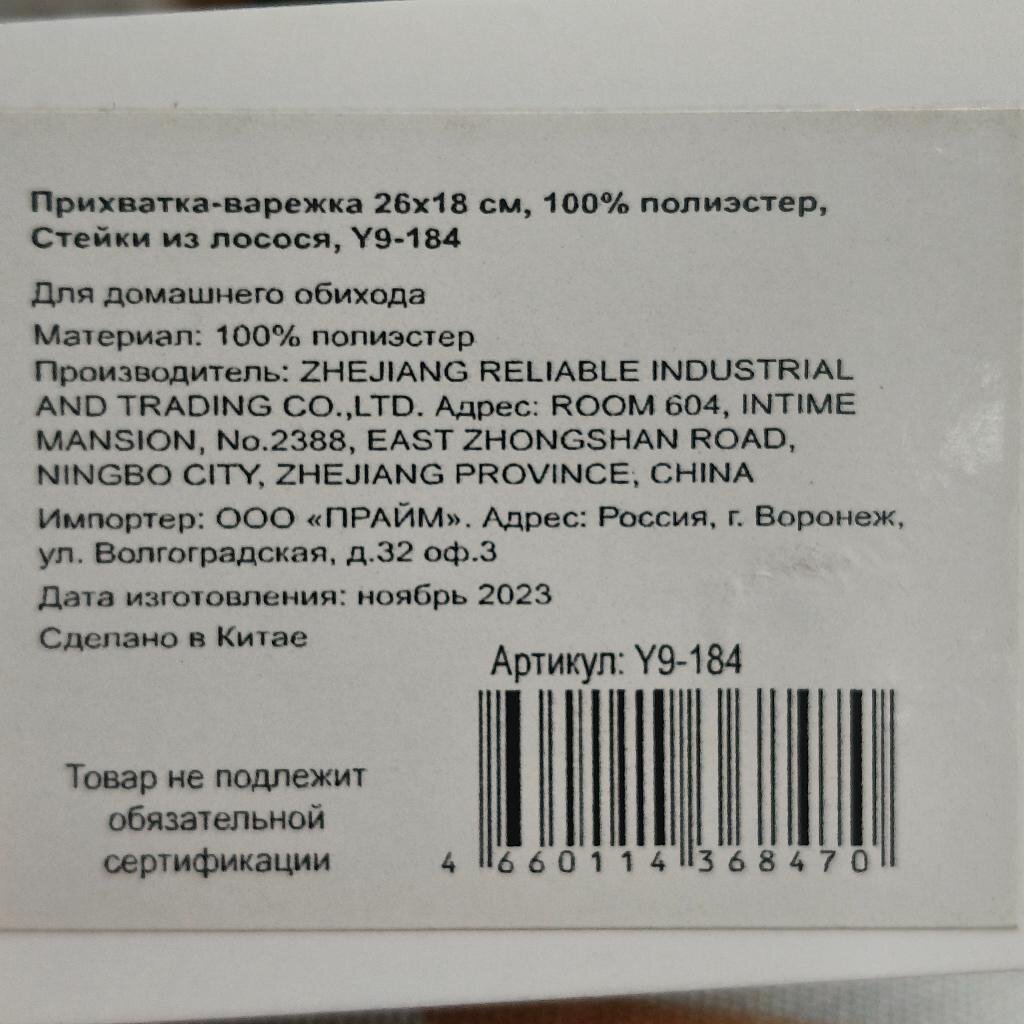 Прихватка-варежка 26х18 см, 100% полиэстер,
Стейки из лосося, Y9-184
Для домашнего обихода
Материал: 100% полиэстер
Производитель: ZHEJIANG RELIABLE INDUSTRIAL
AND TRADING CO.,LTD. Адрес: ROOM 604, INTIME
MANSION, No.2388, EAST ZHONGSHAN ROAD,
NINGBO CITY, ZHEJIANG PROVINCE, CHINA
Импортер: ООО «ПРАЙМ». Адрес: Россия, г. Воронеж,
ул. Волгоградская, д.32 оф.3
Дата изготовления: ноябрь 2023
Сделано в Китае
Артикул: Y9-184
Товар не подлежит
обязательной
сертификации
4 660114 368470